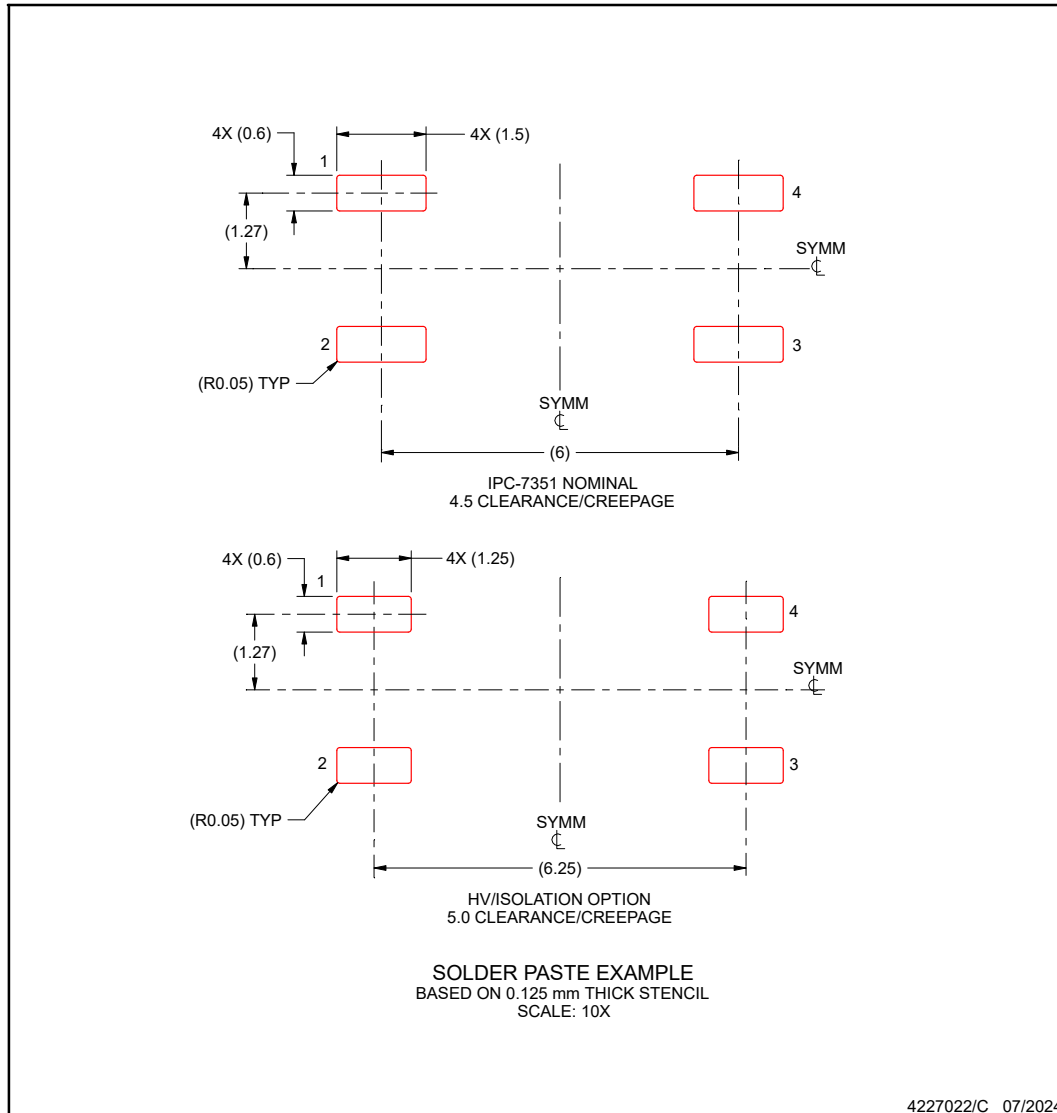 4X (0.6)
4X (1.5)
1
4
(1.27)
SYMM
2
3
(R0.05) TYP
SYMM
(6)
IPC-7351 NOMINAL
4.5 CLEARANCE/CREEPAGE
4X (0.6)
4X (1.25)
1
4
(1.27)
SYMM
2
3
(R0.05) TYP
SYMM
(6.25)
HV/ISOLATION OPTION
5.0 CLEARANCE/CREEPAGE
SOLDER PASTE EXAMPLE
BASED ON 0.125 mm THICK STENCIL
SCALE: 10X
4227022/C 07/2024